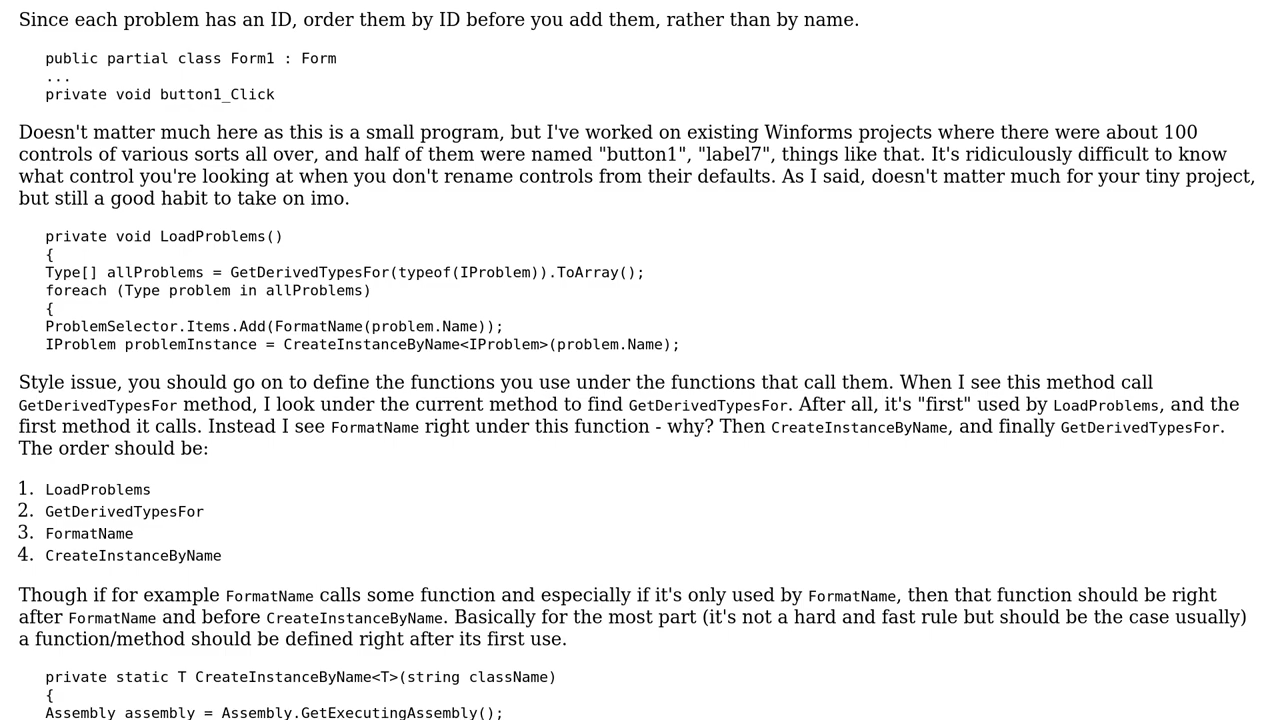 Since each problem has an ID, order them by ID before you add them, rather than by name.
public partial class Form1 : Form
...
private void button1_Click
Doesn't matter much here as this is a small program, but I've worked on existing Winforms projects where there were about 100
controls of various sorts all over, and half of them were named "button1", "label7", things like that. It's ridiculously difficult to know
what control you're looking at when you don't rename controls from their defaults. As I said, doesn't matter much for your tiny project,
but still a good habit to take on imo.
private void LoadProblems()
{
Type[] allProblems = GetDerivedTypesFor(typeof(IProblem)).ToArray();
foreach (Type problem in allProblems)
{
ProblemSelector.Items.Add(FormatName(problem.Name));
IProblem problemInstance = CreateInstanceByName<IProblem>(problem.Name);
Style issue, you should go on to define the functions you use under the functions that call them. When I see this method call
GetDerivedTypesFor method, I look under the current method to find GetDerivedTypesFor. After all, it's "first" used by LoadProblems, and the
first method it calls. Instead I see FormatName right under this function - why? Then CreateInstanceByName, and finally GetDerivedTypesFor.
The order should be:
1. LoadProblems
2. GetDerivedTypesFor
3. FormatName
4. CreateInstanceByName
Though if for example FormatName calls some function and especially if it's only used by FormatName, then that function should be right
after FormatName and before CreateInstanceByName. Basically for the most part (it's not a hard and fast rule but should be the case usually)
a function/method should be defined right after its first use.
private static T CreateInstanceByName<T>(string className)
{
Assembly assembly = Assembly.GetExecutingAssembly();